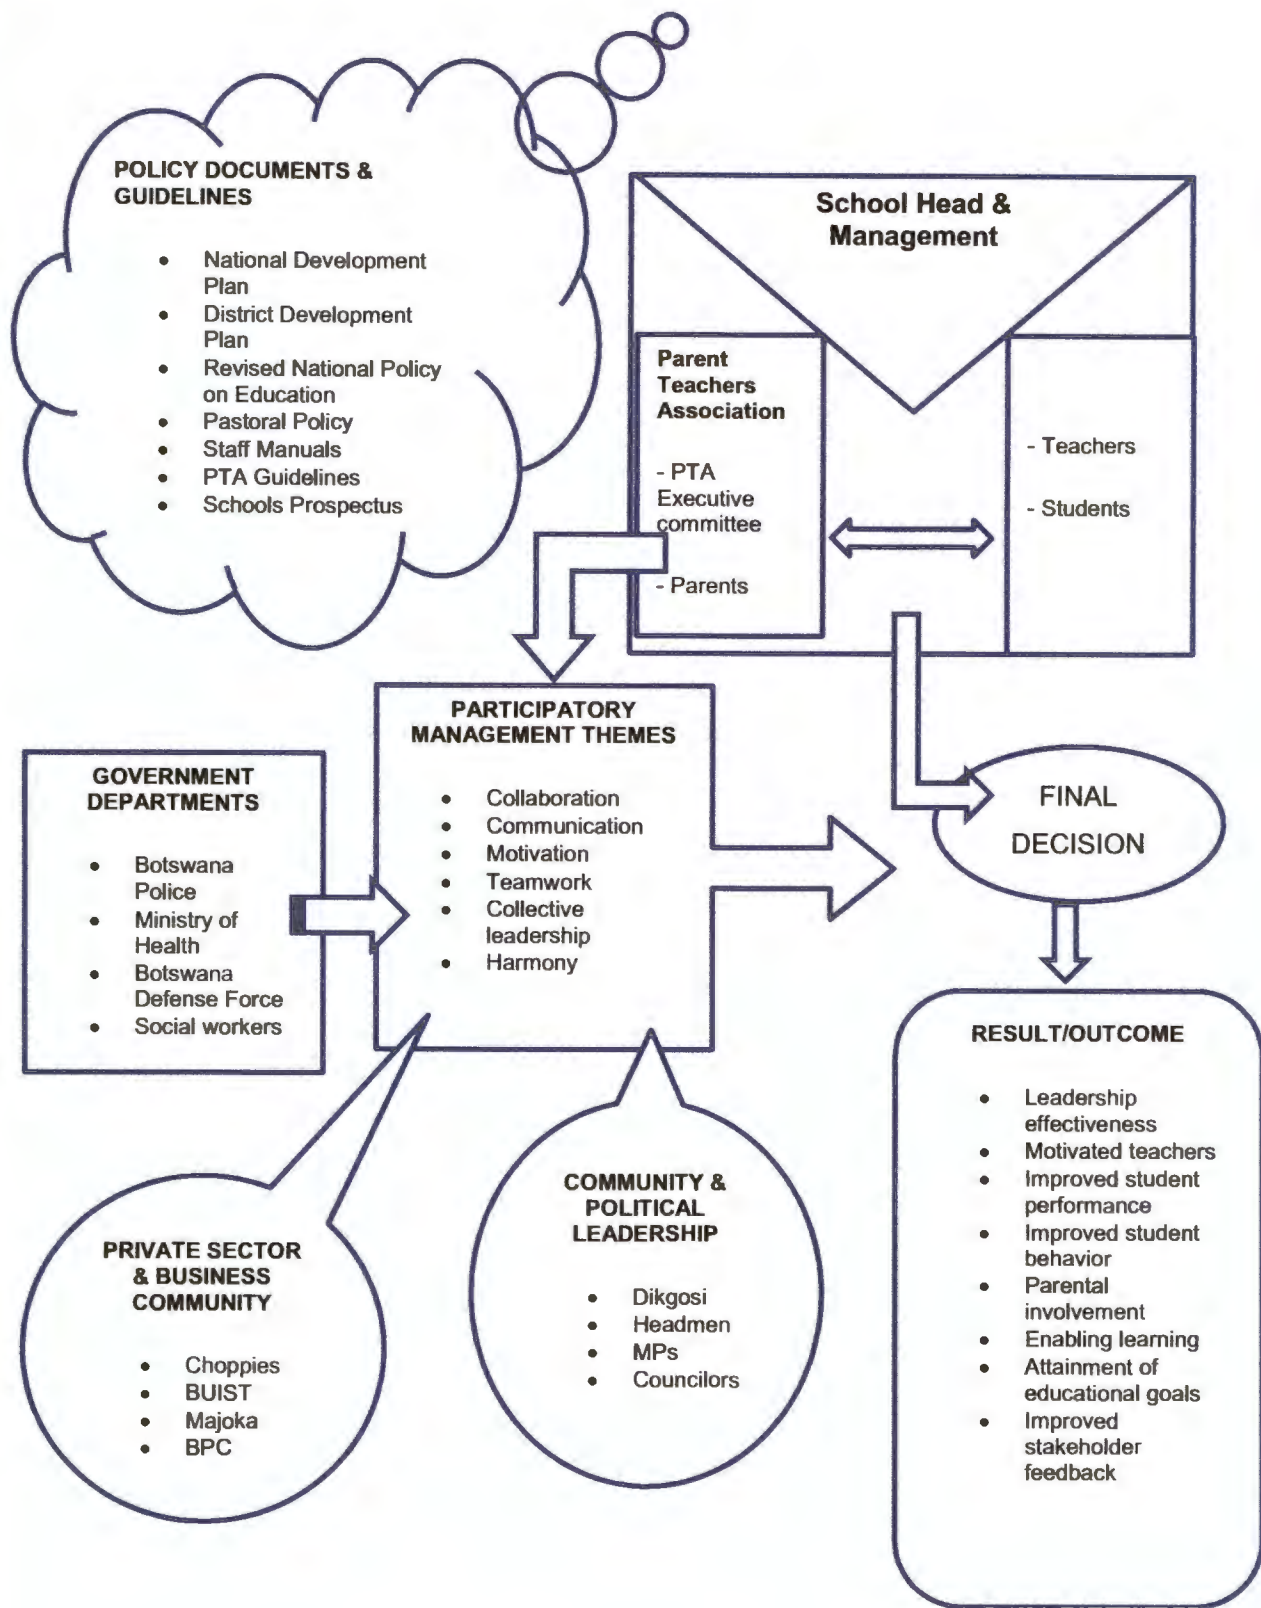 POLICY DOCUMENTS &
GUIDELINES
• National Development
Plan
• District Development
Plan
• Revised National Policy
on Education
• Pastoral Policy
• Staff Manuals
• PTA Guidelines
• Schools Prospectus
School Head &
Management
Parent
Teachers
Association
- PTA
Executive
committee
- Parents
- Teachers
- Students
PARTICIPATORY
MANAGEMENT THEMES
• Collaboration
• Communication
• Motivation
• Teamwork
• Collective
leadership
• Harmony
GOVERNMENT
DEPARTMENTS
• Botswana
Police
• Ministry of
Health
• Botswana
Defense Force
• Social workers
FINAL
DECISION
RESULT/OUTCOME
• Leadership
effectiveness
• Motivated teachers
• Improved student
performance
• Improved student
behavior
• Parental
involvement
• Enabling learning
• Attainment of
educational goals
• Improved
stakeholder
feedback
COMMUNITY &
POLITICAL
LEADERSHIP
• Dikgosi
• Headmen
• MPs
• Councilors
PRIVATE SECTOR
& BUSINESS
COMMUNITY
• Choppies
• BUIST
• Majoka
• BPC